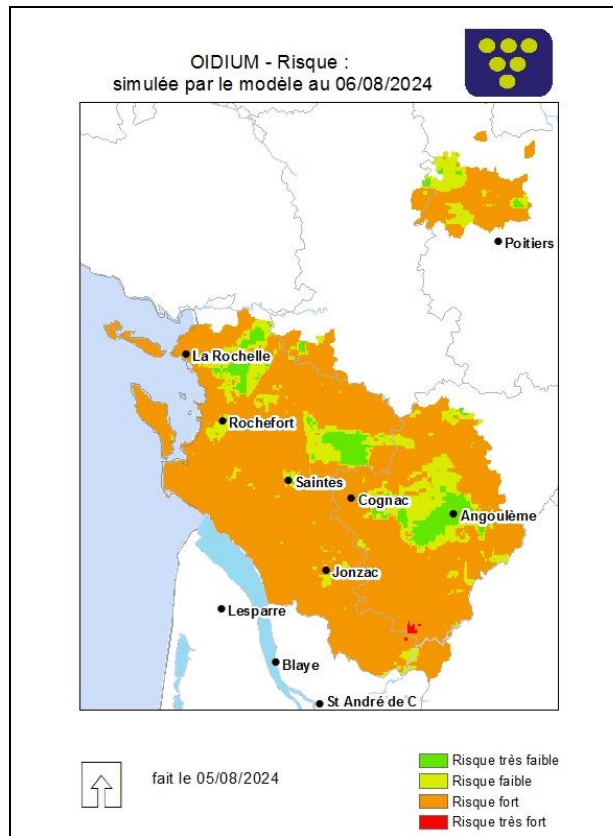 OIDIUM - Risque :
simulée par le modèle au 06/08/2024
Poitiers
La Rochelle
Rochefort
Saintes
Cognac
Angoulême
Jonzac
Lesparre
Blaye
St André de C
fait le 05/08/2024
Risque très faible
Risque faible
Risque fort
Risque très fort